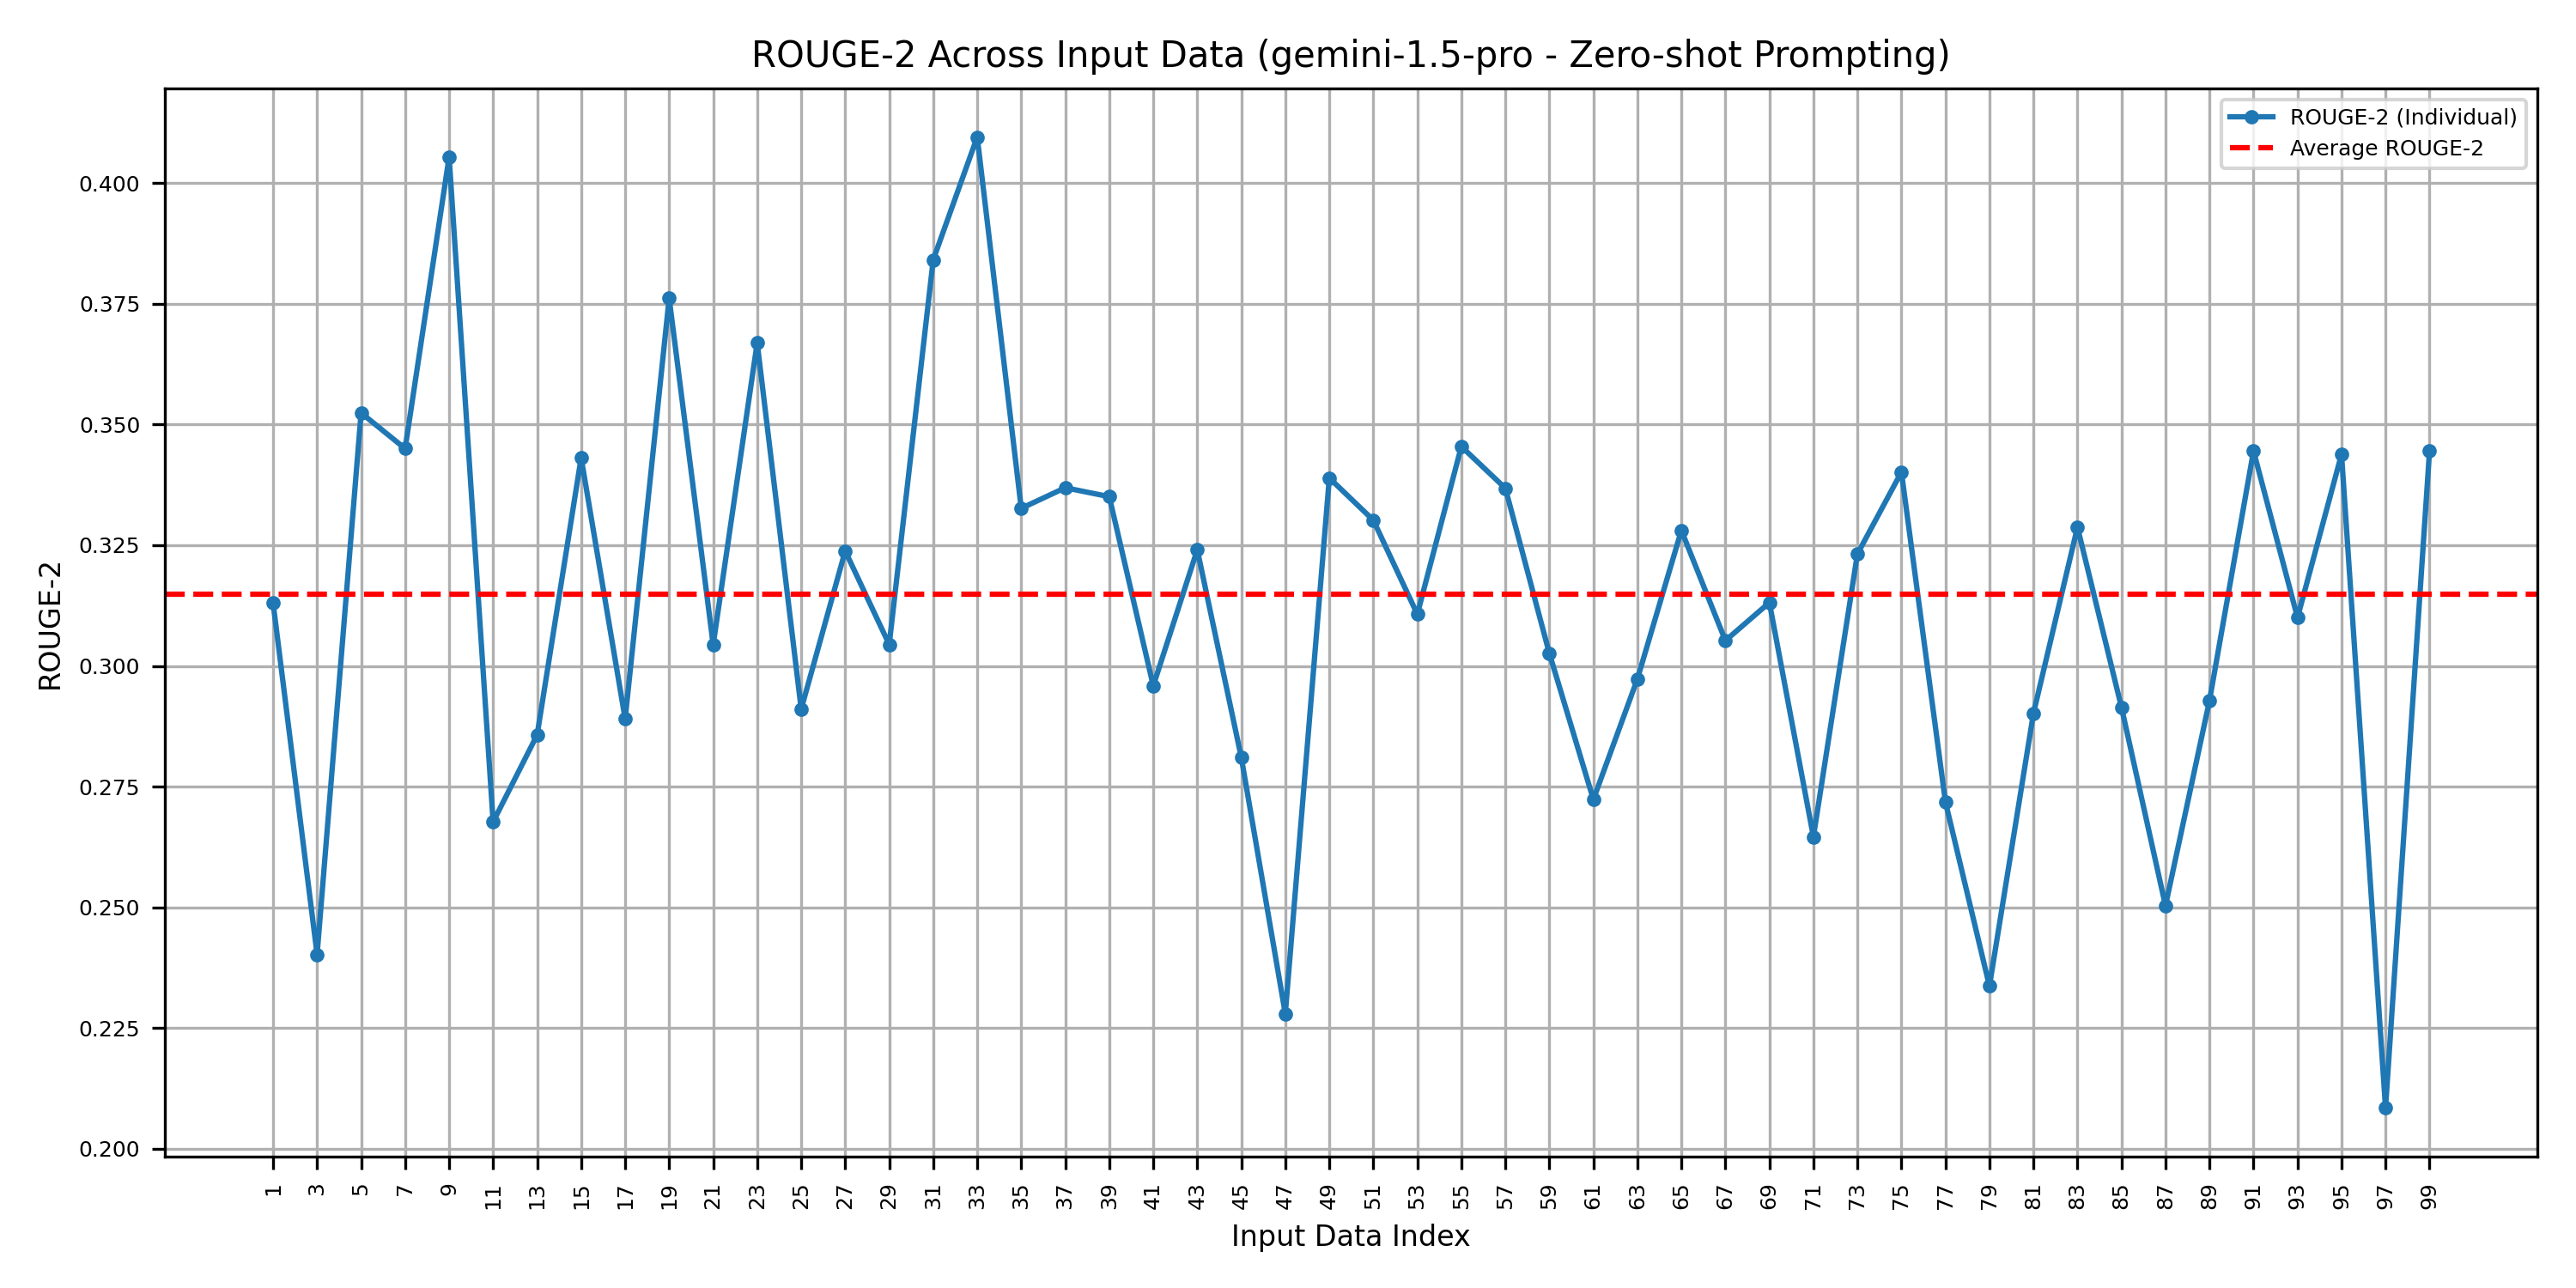 ROUGE-2 Across Input Data (gemini-1.5-pro - Zero-shot Prompting)
ROUGE-2 (Individual)
Average ROUGE-2
0.400
0.375
0.350
0.325
0.300
0.275
0.250
0.225
0.200
ROUGE-2
1 3 5 7 9 11 13 15 17 19 21 23 25 27 29 31 33 35 37 39 41 43 45 47 49 51 53 55 57 59 61 63 65 67 69 71 73 75 77 79 81 83 85 87 89 91 93 95 97 99
Input Data Index